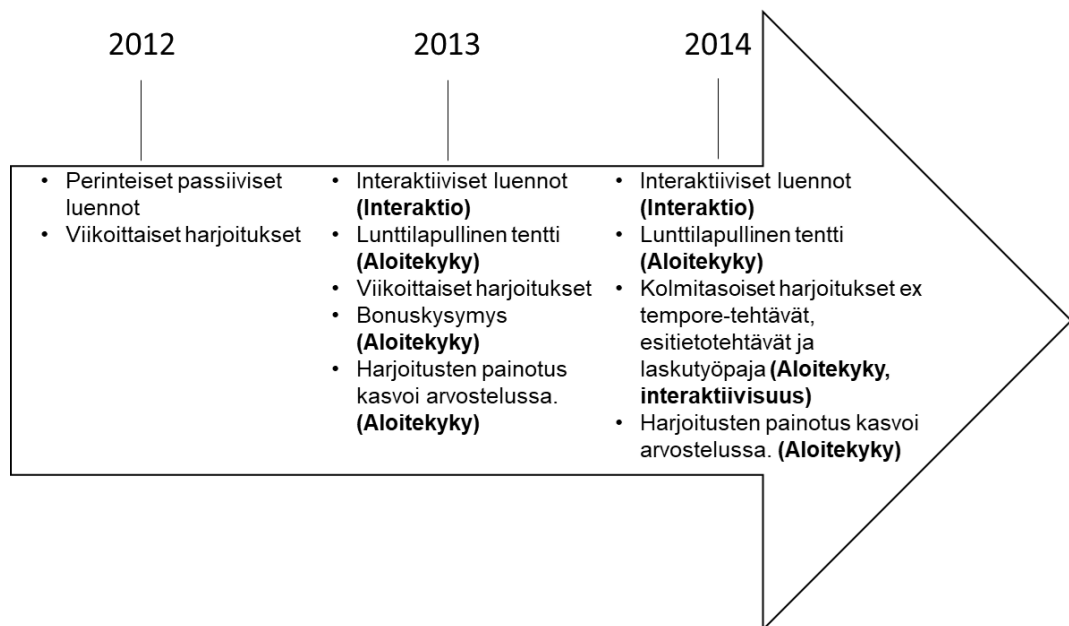 2012
2013
2014
• Perinteiset passiiviset
luennot
• Viikoittaiset harjoitukset
• Interaktiiviset luennot
(Interaktio)
• Lunttilapullinen tentti
(Aloitekyky)
• Viikoittaiset harjoitukset
• Bonuskysymys
(Aloitekyky)
• Harjoitusten painotus
kasvoi arvostelussa.
(Aloitekyky)
• Interaktiiviset luennot
(Interaktio)
• Lunttilapullinen tentti
(Aloitekyky)
• Kolmitasoiset harjoitukset ex
tempore-tehtävät,
esitietotehtävät ja
laskutyöpaja (Aloitekyky,
interaktiivisuus)
• Harjoitusten painotus kasvoi
arvostelussa. (Aloitekyky)